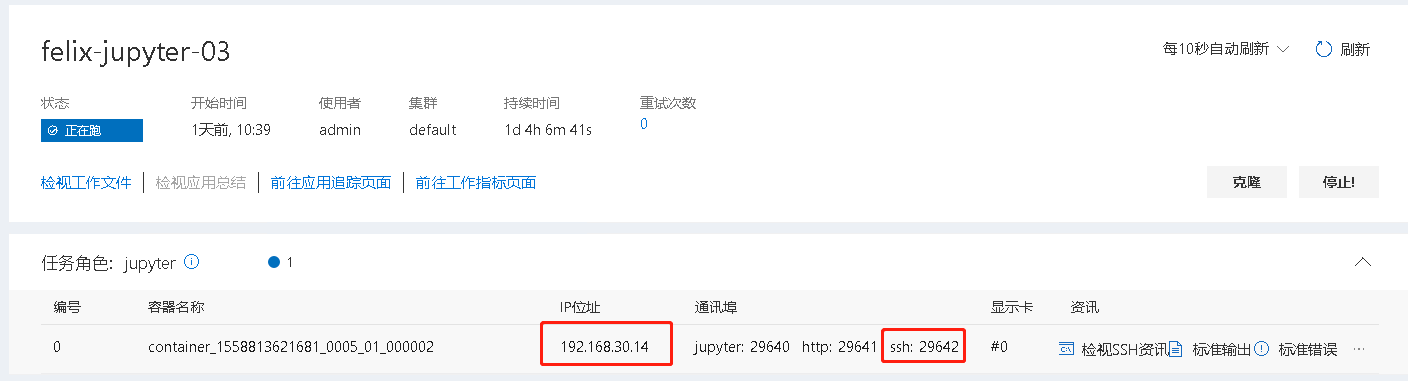 felix-jupyter-03
每10秒自动刷新 刷新
状态 开始时间 使用者 集群 持续时间 重试次数
正在跑 1天前, 10:39 admin default 1d 4h 6m 41s 0
检视工作文件 检视应用总结 前往应用追踪页面 前往工作指标页面 克隆 停止!
任务角色: jupyter 1
编号 容器名称 IP位址 通讯埠 显示卡 资讯
0 container_1558813621681_0005_01_000002 192.168.30.14 jupyter: 29640 http: 29641 ssh: 29642 #0 检视SSH资讯 标准输出 标准错误 ...